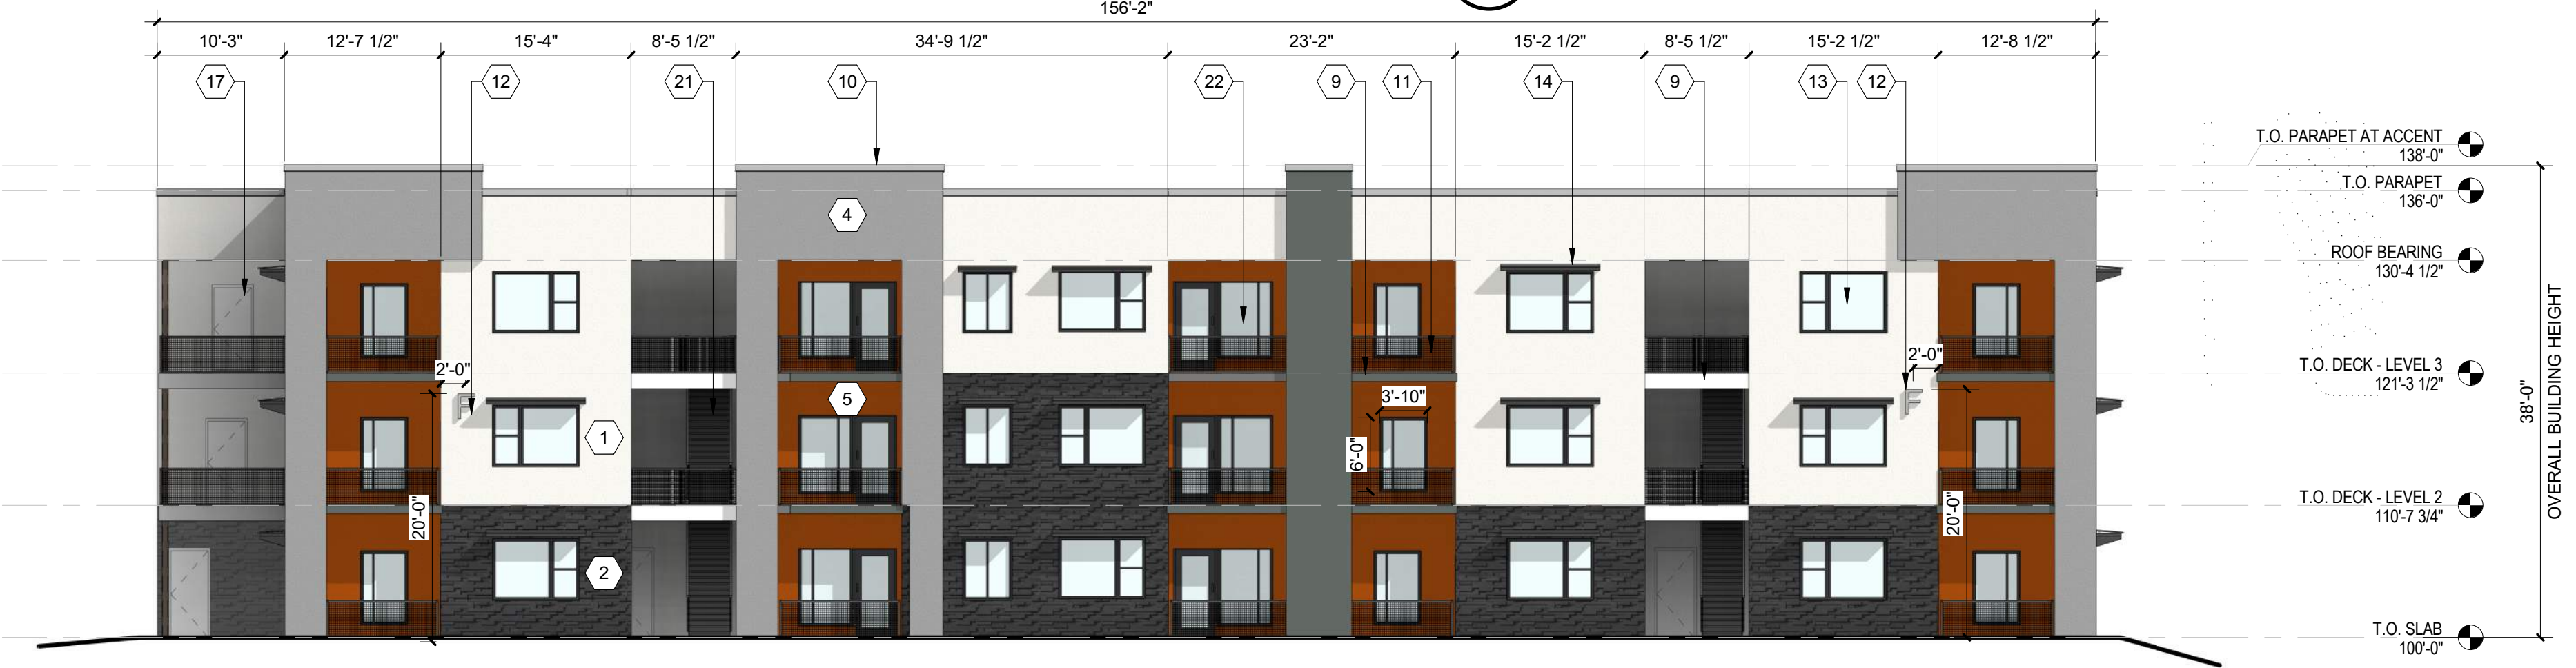 156'-2"
10'-3" 12'-7 1/2" 15'-4" 8'-5 1/2" 34'-9 1/2" 23'-2" 15'-2 1/2" 8'-5 1/2" 15'-2 1/2" 12'-8 1/2"
17 12 21 10 22 9 11 14 9 13 12
T.O. PARAPET AT ACCENT
138'-0"
T.O. PARAPET
136'-0"
4
ROOF BEARING
130'-4 1/2"
2'-0" 2'-0"
T.O. DECK - LEVEL 3
121'-3 1/2"
5
3'-10"
F F
38'-0"
OVERALL BUILDING HEIGHT
1
6'-0"
20'-0" 20'-0"
T.O. DECK - LEVEL 2
110'-7 3/4"
2
T.O. SLAB
100'-0"